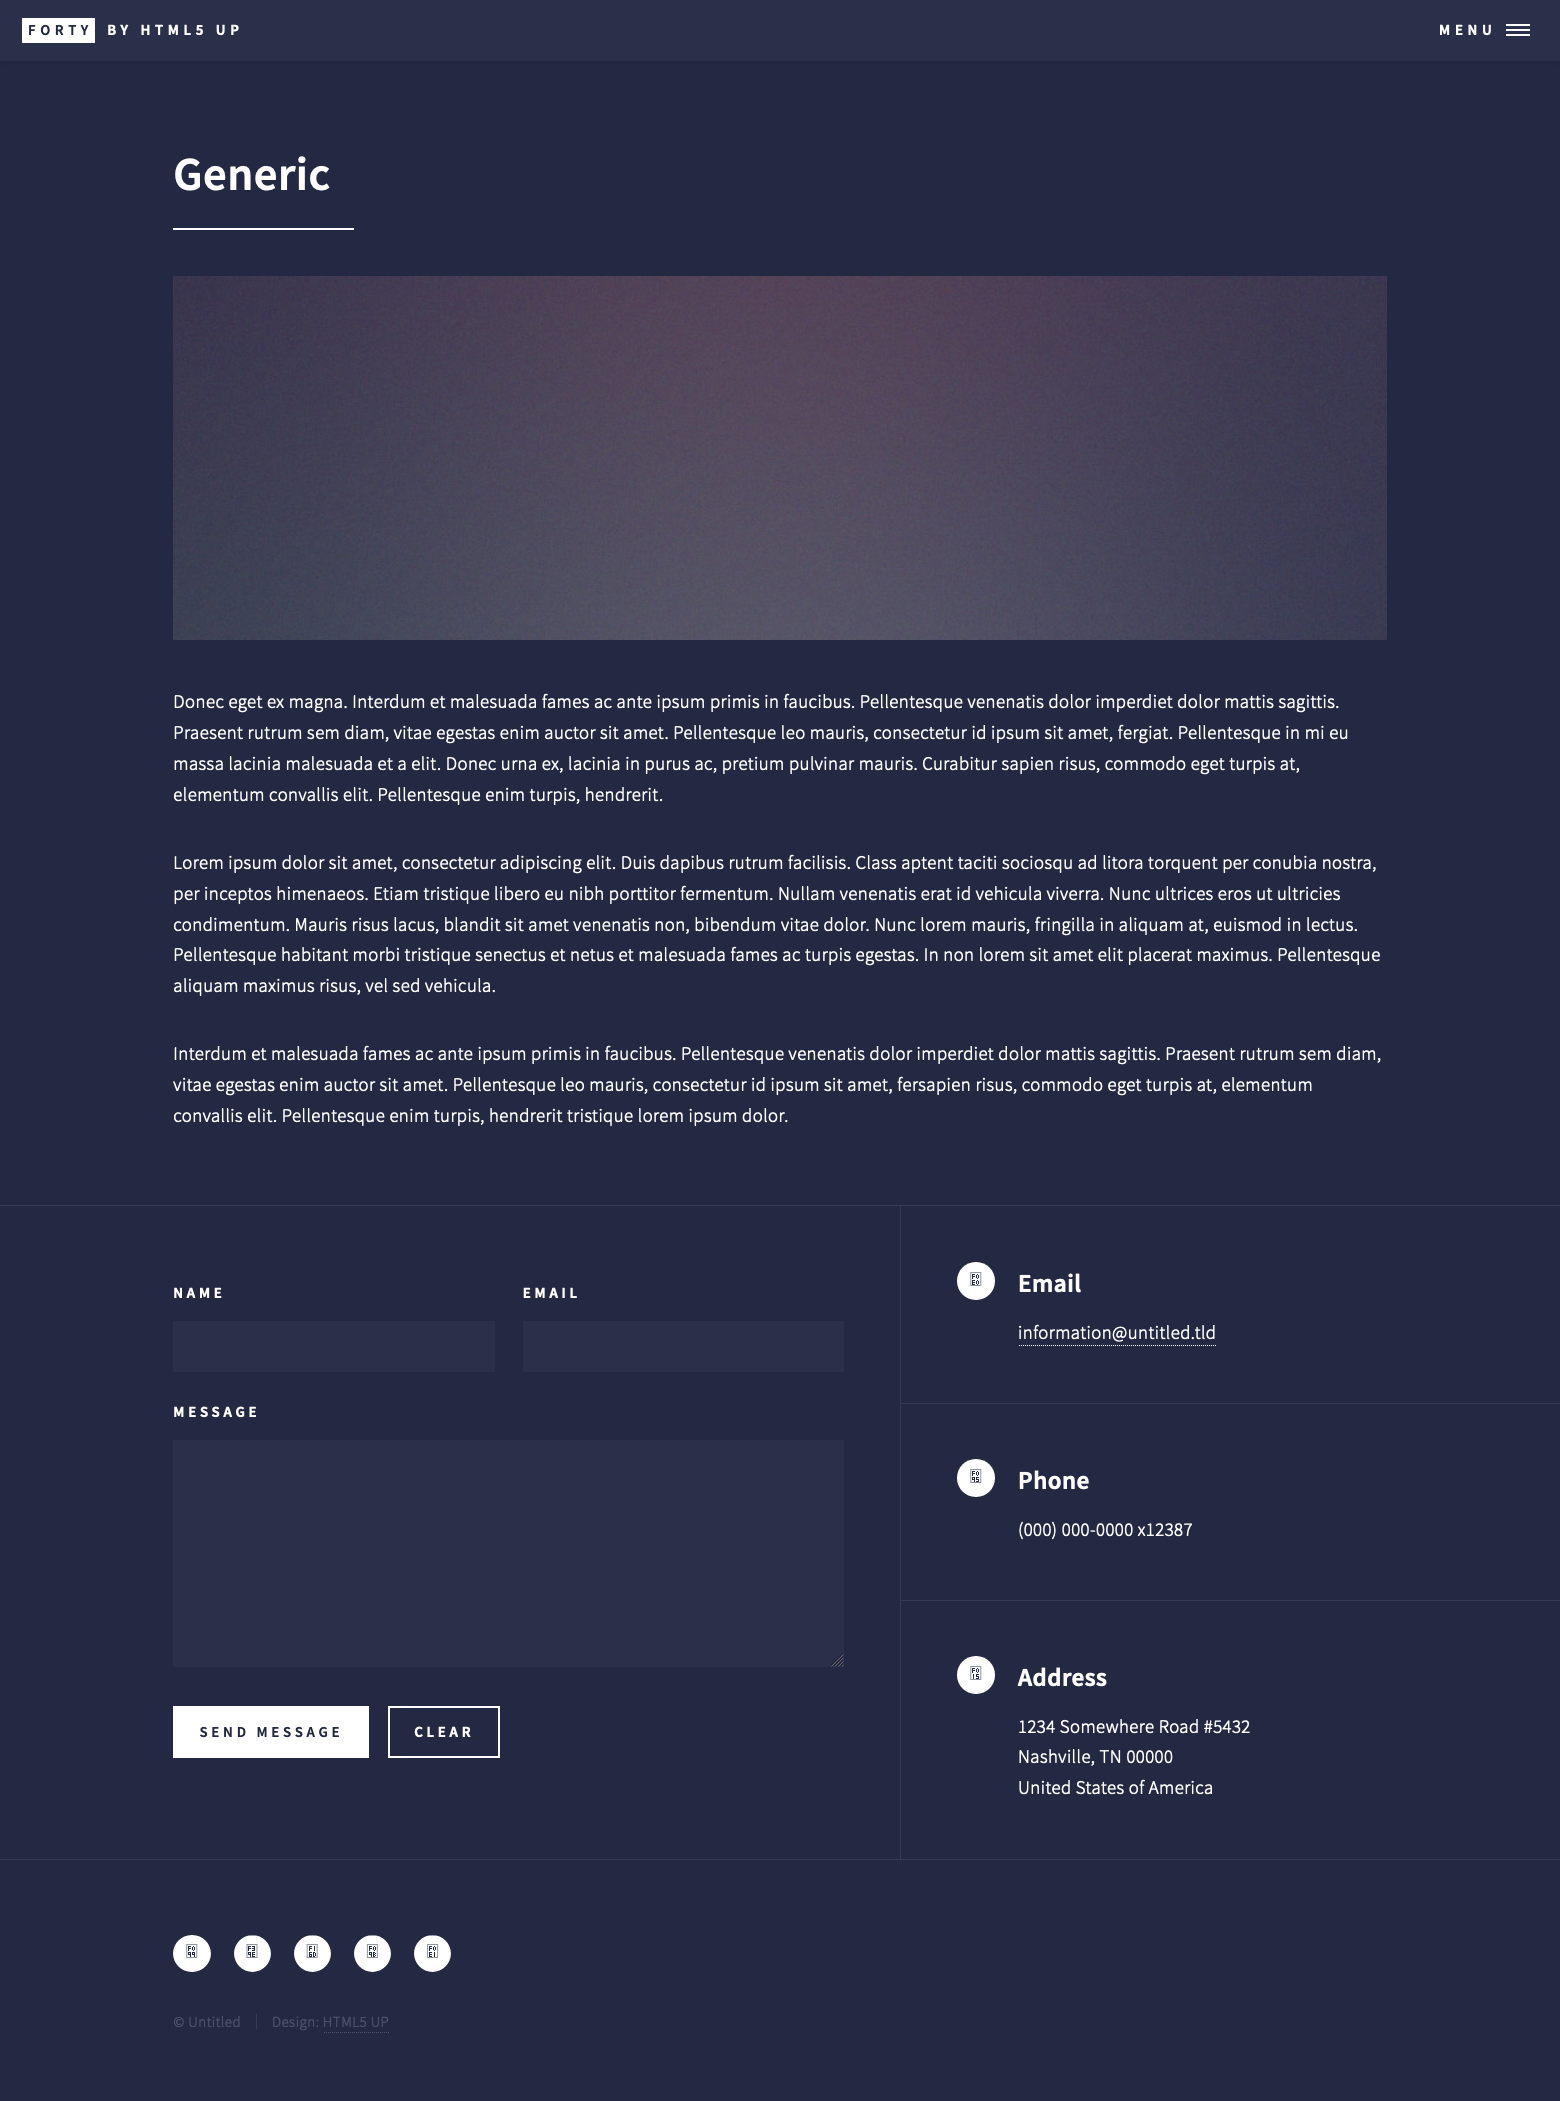 FORTY BY HTML5 UP
MENU
Generic
Donec eget ex magna. Interdum et malesuada fames ac ante ipsum primis in faucibus. Pellentesque venenatis dolor imperdiet dolor mattis sagittis.
Praesent rutrum sem diam, vitae egestas enim auctor sit amet. Pellentesque leo mauris, consectetur id ipsum sit amet, fergiat. Pellentesque in mi eu
massa lacinia malesuada et a elit. Donec urna ex, lacinia in purus ac, pretium pulvinar mauris. Curabitur sapien risus, commodo eget turpis at,
elementum convallis elit. Pellentesque enim turpis, hendrerit.
Lorem ipsum dolor sit amet, consectetur adipiscing elit. Duis dapibus rutrum facilisis. Class aptent taciti sociosqu ad litora torquent per conubia nostra,
per inceptos himenaeos. Etiam tristique libero eu nibh porttitor fermentum. Nullam venenatis erat id vehicula viverra. Nunc ultrices eros ut ultricies
condimentum. Mauris risus lacus, blandit sit amet venenatis non, bibendum vitae dolor. Nunc lorem mauris, fringilla in aliquam at, euismod in lectus.
Pellentesque habitant morbi tristique senectus et netus et malesuada fames ac turpis egestas. In non lorem sit amet elit placerat maximus. Pellentesque
aliquam maximus risus, vel sed vehicula.
Interdum et malesuada fames ac ante ipsum primis in faucibus. Pellentesque venenatis dolor imperdiet dolor mattis sagittis. Praesent rutrum sem diam,
vitae egestas enim auctor sit amet. Pellentesque leo mauris, consectetur id ipsum sit amet, fersapien risus, commodo eget turpis at, elementum
convallis elit. Pellentesque enim turpis, hendrerit tristique lorem ipsum dolor.
NAME
EMAIL
MESSAGE
SEND MESSAGE
CLEAR
Email
information@untitled.tld
Phone
(000) 000-0000 x12387
Address
1234 Somewhere Road #5432
Nashville, TN 00000
United States of America
© Untitled
Design: HTML5 UP